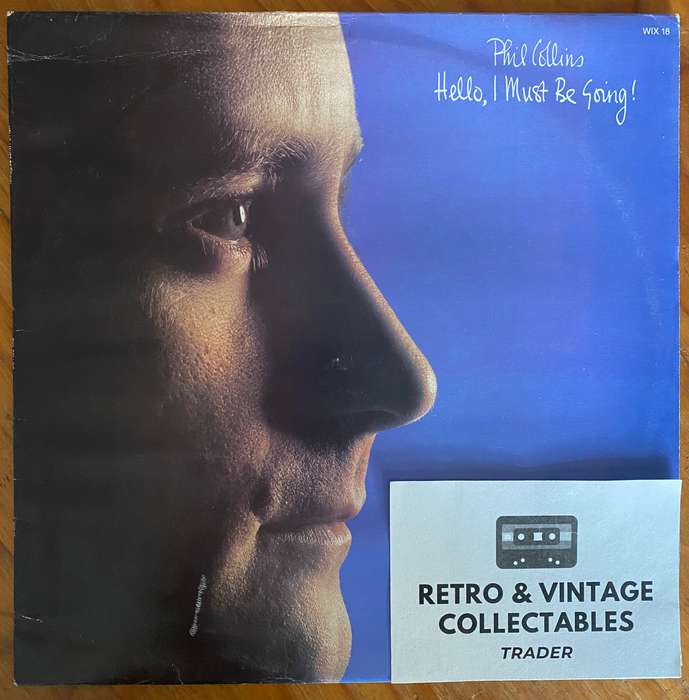 WIX 18
Phil Collins
Hello, I Must Be Going!
RETRO & VINTAGE
COLLECTABLES
TRADER